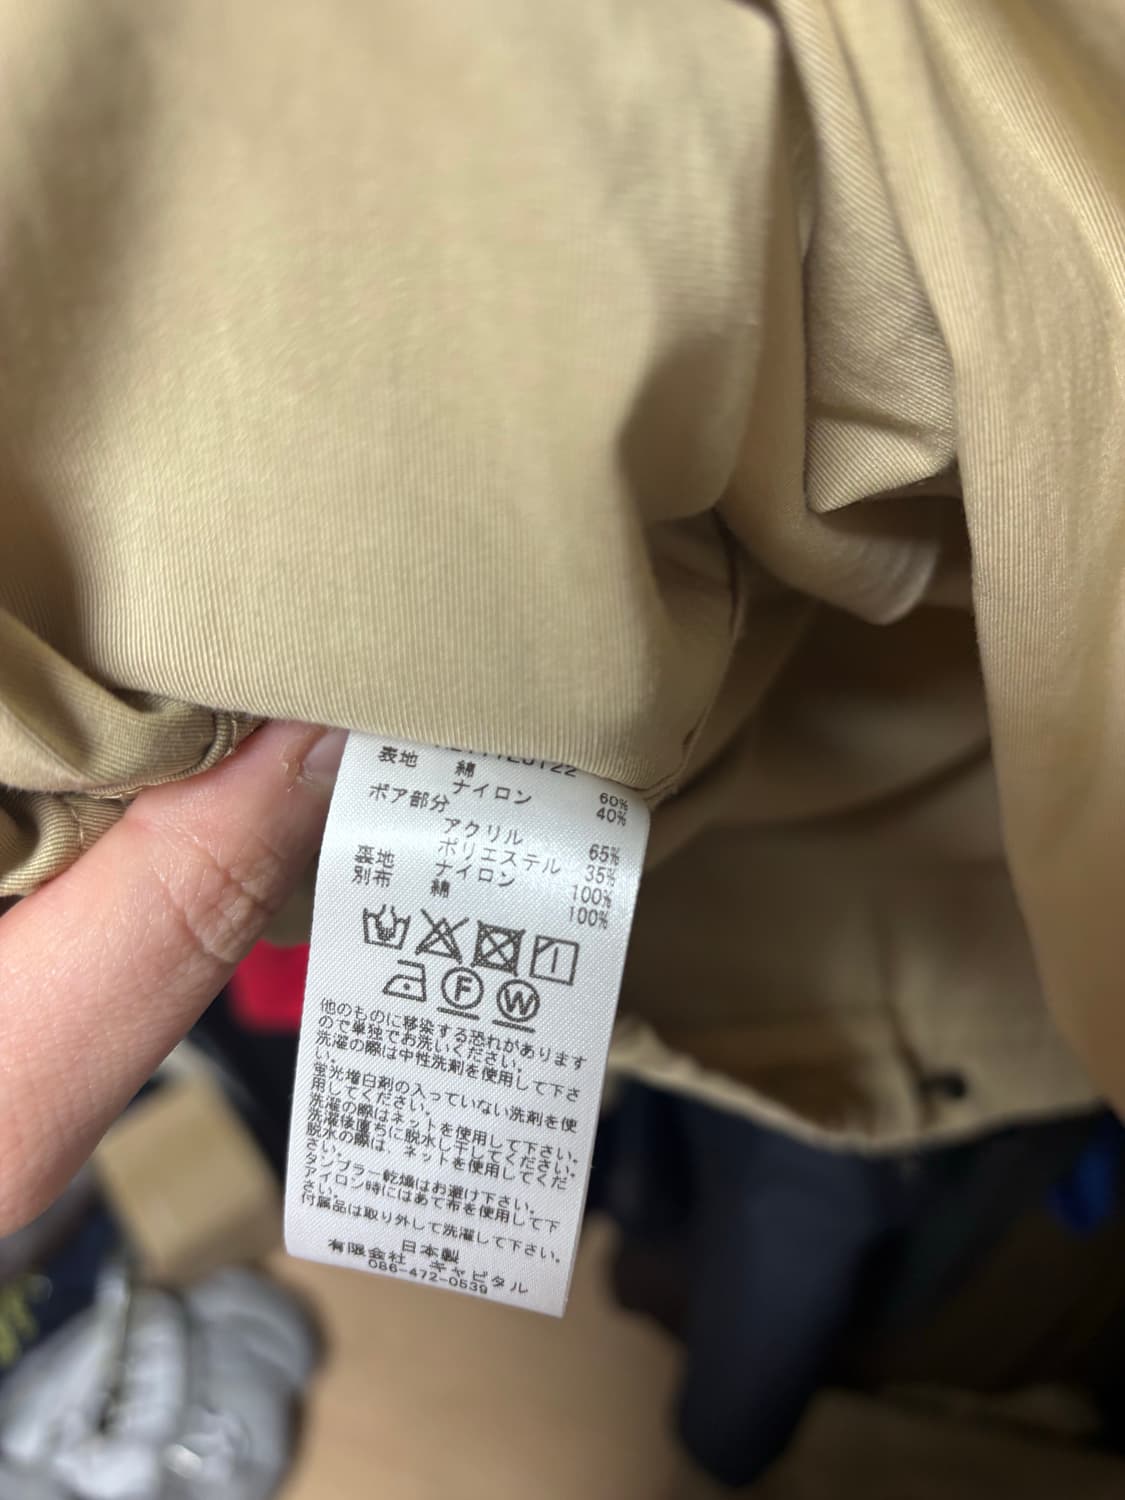 表地 綿 60%
ナイロン 40%
ボア部分
アクリル 65%
ポリエステル 35%
裏地 ナイロン 100%
別布 綿 100%
F W
他のものに移染する恐れがあります
ので単独でお洗いください。
洗濯の際は中性洗剤を使用して下さ
い。
蛍光増白剤の入っていない洗剤を使
用してください。
洗濯の際はネットを使用して下さい。
洗濯後直ちに脱水し干してください。
脱水の際は、ネットを使用してくだ
さい。
タンブラー乾燥はお避け下さい。
アイロン時にはあて布を使用して下
さい。
付属品は取り外して洗濯して下さい。
日本製
有限会社 キャピタル
086-472-0539